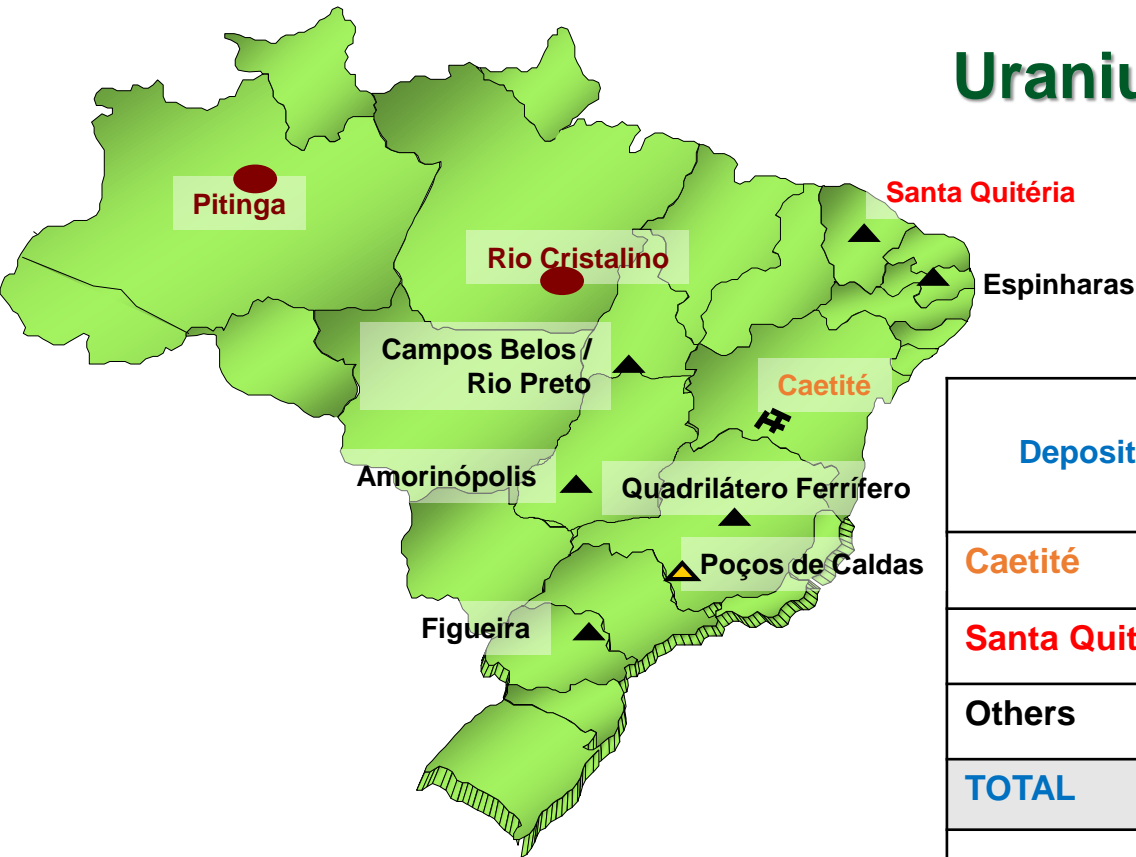 Uraniu
Santa Quitéria
Pitinga
Rio Cristalino
Espinharas
Campos Belos /
Rio Preto
Caetité
Amorinópolis
Quadrilátero Ferrífero
Poços de Caldas
Figueira
Deposit
Caetité
Santa Quit
Others
TOTAL